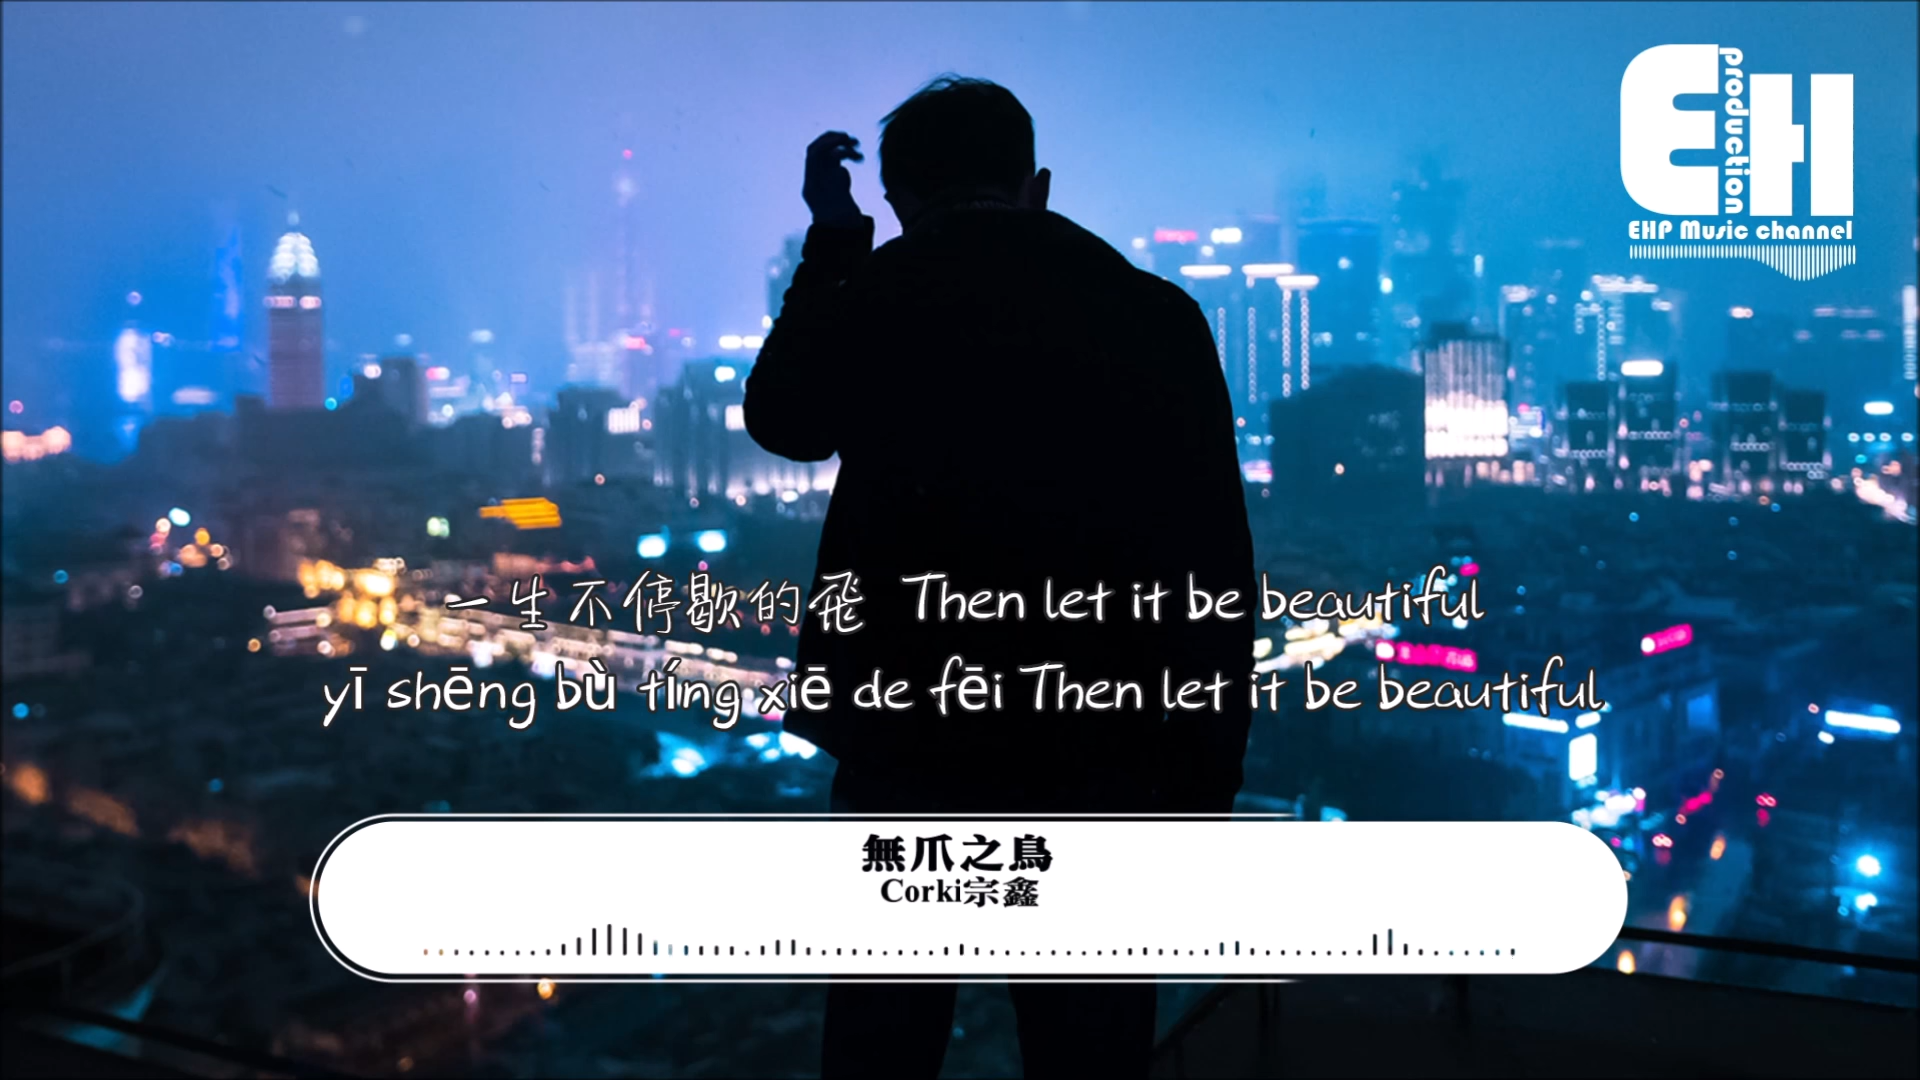 EH
production
EHP Music channel
一生不停歇的飛 Then let it be beautiful
yī shēng bù tíng xiē de fēi Then let it be beautiful
無爪之鳥
Corki宗鑫